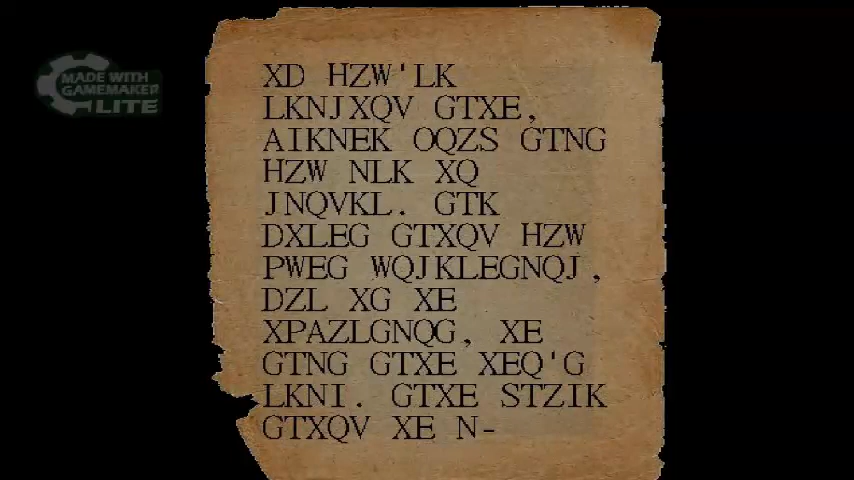 MADE WITH
GAMEMAKER
LITE
XD HZW'LK
LKNJXQV GTXE,
AIKNEK OQZS GTNG
HZW NLK XQ
JNQVKL. GTK
DXLEG GTXQV HZW
PWEG WQJKLEGNQJ,
DZL XG XE
XPAZLGNQG, XE
GTNG GTXE XEQ'G
LKNI. GTXE STZIK
GTXQV XE N-